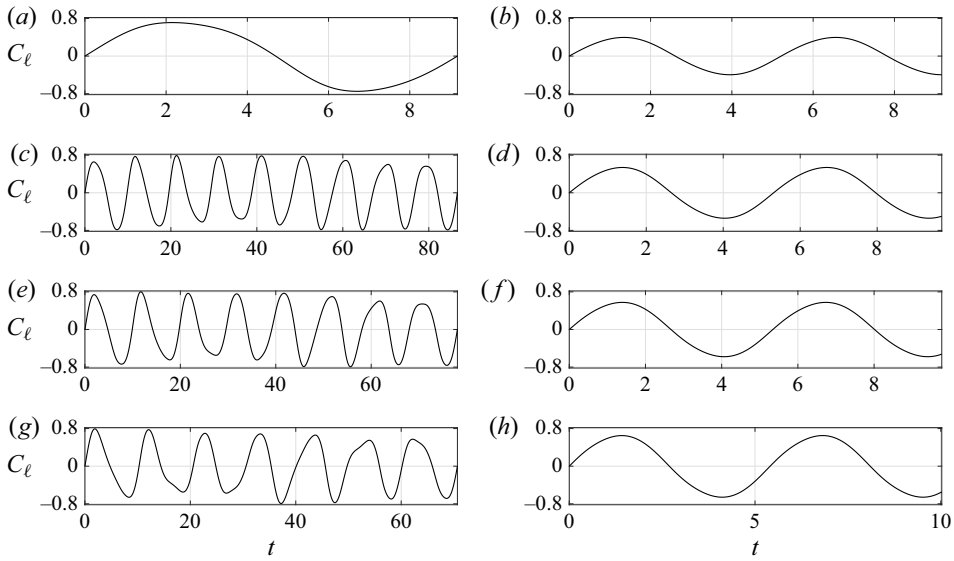 (a) 0.8 (b) 0.8
Cℓ 0 0
–0.8 –0.8
0 2 4 6 8 0 2 4 6 8
(c) 0.8 (d) 0.8
Cℓ 0 0
–0.8 –0.8
0 20 40 60 80 0 2 4 6 8
(e) 0.8 (f) 0.8
Cℓ 0 0
–0.8 –0.8
0 20 40 60 0 2 4 6 8
(g) 0.8 (h) 0.8
Cℓ 0 0
–0.8 –0.8
0 20 40 60 0 5 10
t t